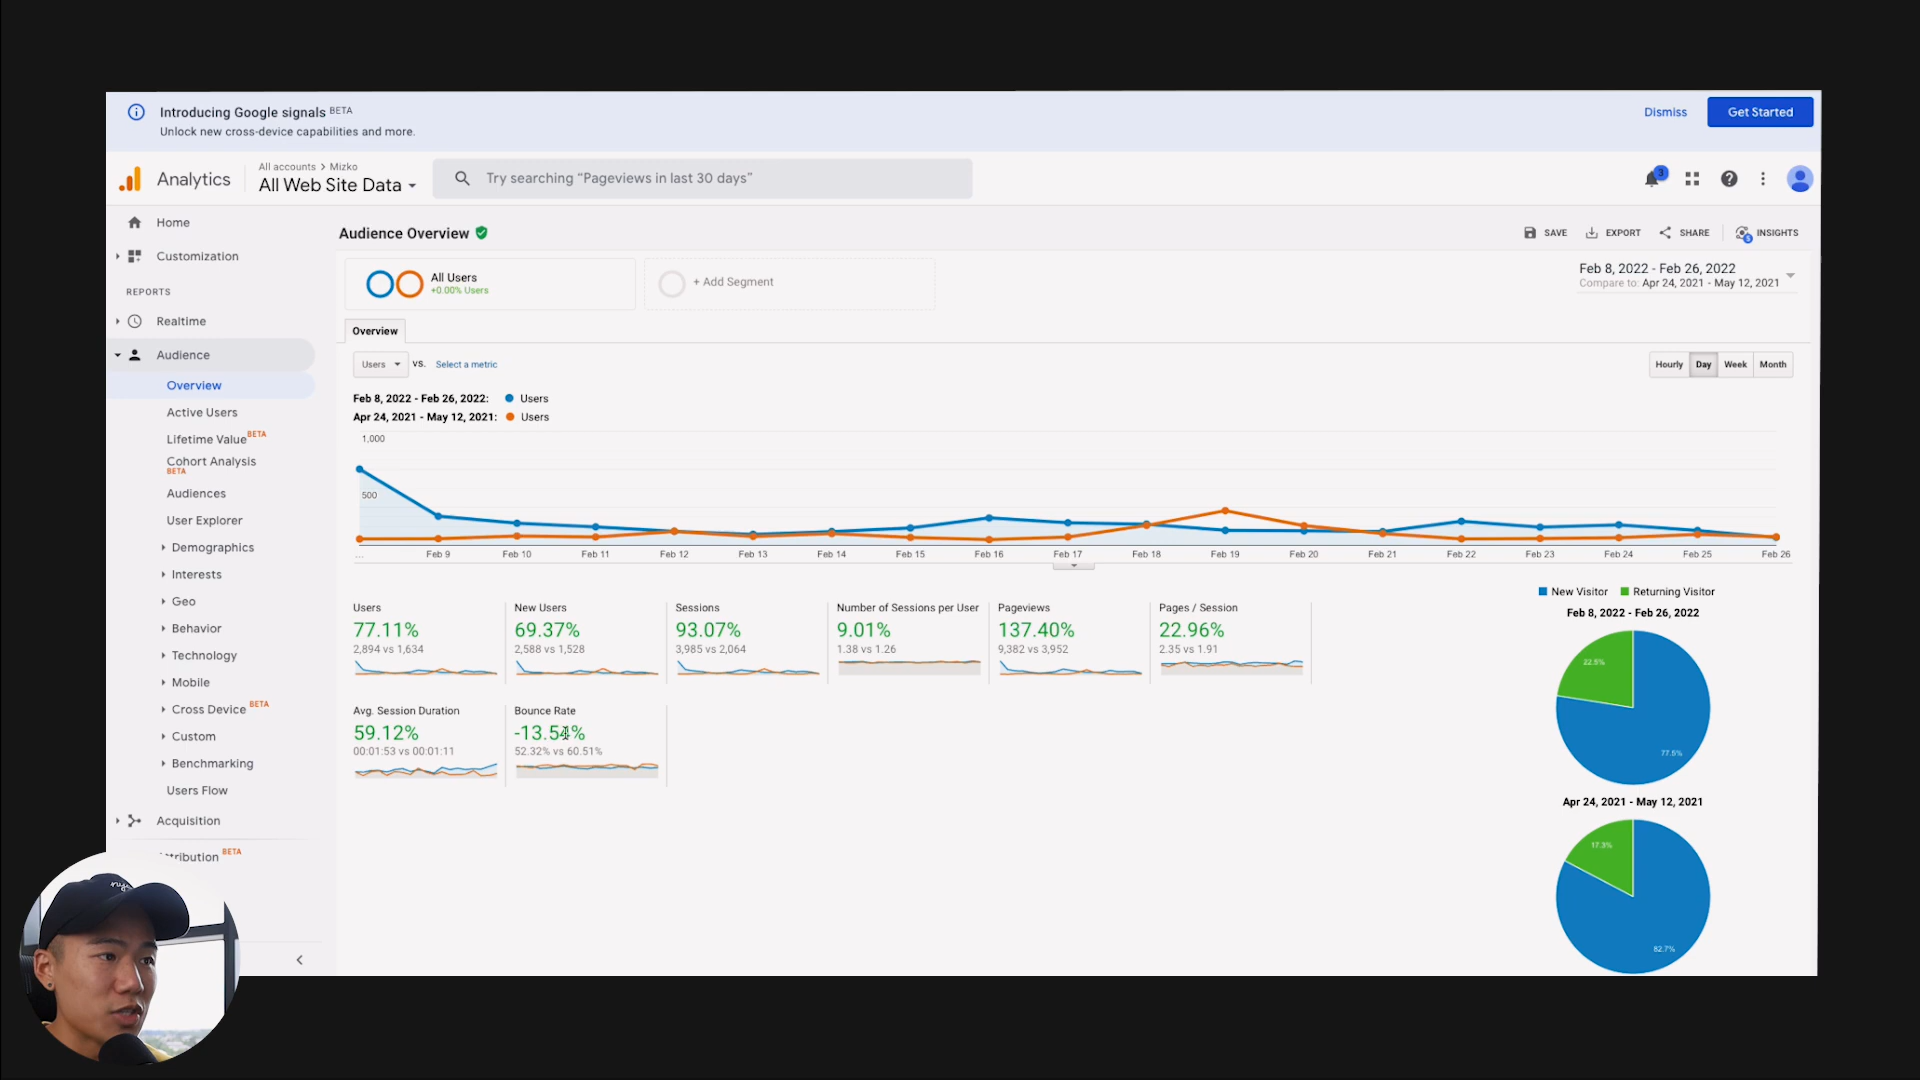 Introducing Google signals BETA
Unlock new cross-device capabilities and more.
Dismiss
Get Started
Analytics
All accounts > Mizko
All Web Site Data
Try searching “Pageviews in last 30 days”
3
Home
Customization
REPORTS
Realtime
Audience
Overview
Active Users
Lifetime Value BETA
Cohort Analysis
BETA
Audiences
User Explorer
Demographics
Interests
Geo
Behavior
Technology
Mobile
Cross Device BETA
Custom
Benchmarking
Users Flow
Acquisition
ttribution BETA
Audience Overview
SAVE
EXPORT
SHARE
INSIGHTS
All Users
+0.00% Users
+ Add Segment
Feb 8, 2022 - Feb 26, 2022
Compare to: Apr 24, 2021 - May 12, 2021
Overview
Users
VS.
Select a metric
Hourly
Day
Week
Month
Feb 8, 2022 - Feb 26, 2022: Users
Apr 24, 2021 - May 12, 2021: Users
1,000
500
... Feb 9 Feb 10 Feb 11 Feb 12 Feb 13 Feb 14 Feb 15 Feb 16 Feb 17 Feb 18 Feb 19 Feb 20 Feb 21 Feb 22 Feb 23 Feb 24 Feb 25 Feb 26
Users
77.11%
2,894 vs 1,634
New Users
69.37%
2,588 vs 1,528
Sessions
93.07%
3,985 vs 2,064
Number of Sessions per User
9.01%
1.38 vs 1.26
Pageviews
137.40%
9,382 vs 3,952
Pages / Session
22.96%
2.35 vs 1.91
Avg. Session Duration
59.12%
00:01:53 vs 00:01:11
Bounce Rate
-13.54%
52.32% vs 60.51%
New Visitor
Returning Visitor
Feb 8, 2022 - Feb 26, 2022
22.5%
77.5%
Apr 24, 2021 - May 12, 2021
17.3%
82.7%